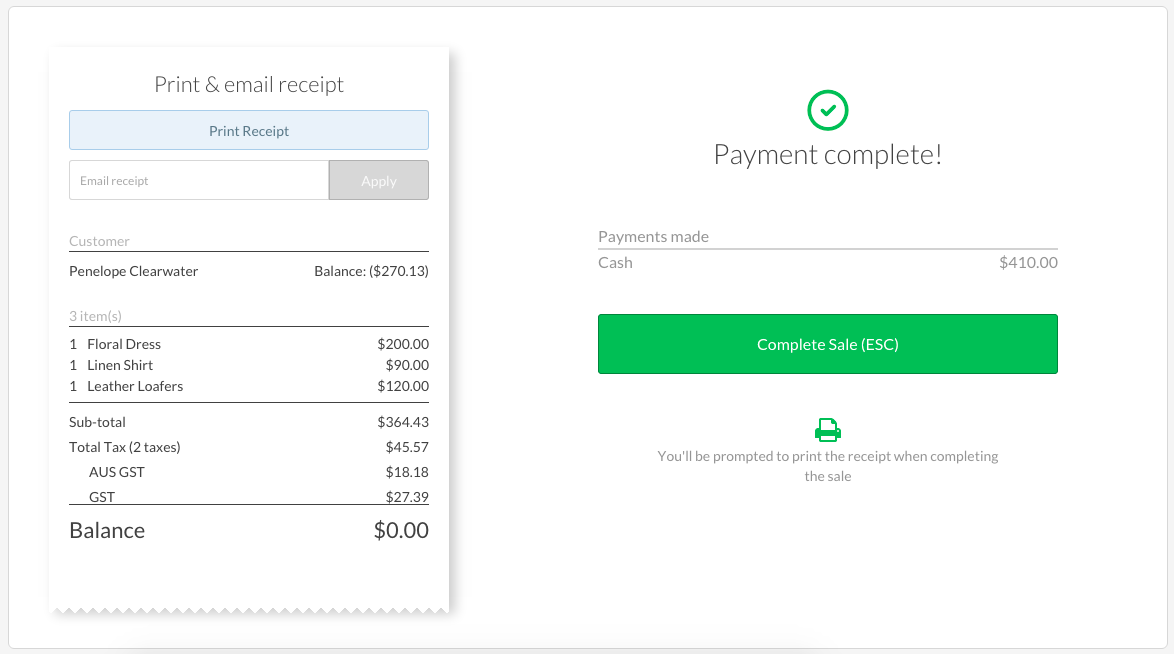 Print & email receipt
Print Receipt
Email receipt Apply
Customer
Penelope Clearwater Balance: ($270.13)
3 item(s)
1 Floral Dress $200.00
1 Linen Shirt $90.00
1 Leather Loafers $120.00
Sub-total $364.43
Total Tax (2 taxes) $45.57
AUS GST $18.18
GST $27.39
Balance $0.00
Payment complete!
Payments made
Cash $410.00
Complete Sale (ESC)
You'll be prompted to print the receipt when completing
the sale